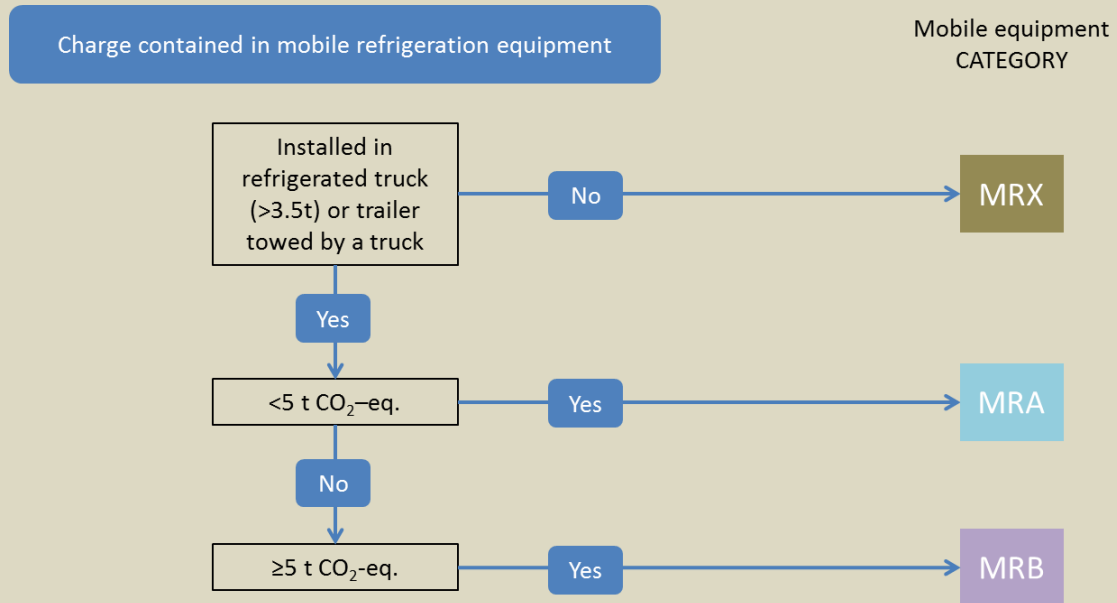 Charge contained in mobile refrigeration equipment
Mobile equipment
CATEGORY
Installed in
refrigerated truck
(>3.5t) or trailer
towed by a truck
No
MRX
Yes
<5 t CO₂–eq.
Yes
MRA
No
≥5 t CO₂-eq.
Yes
MRB